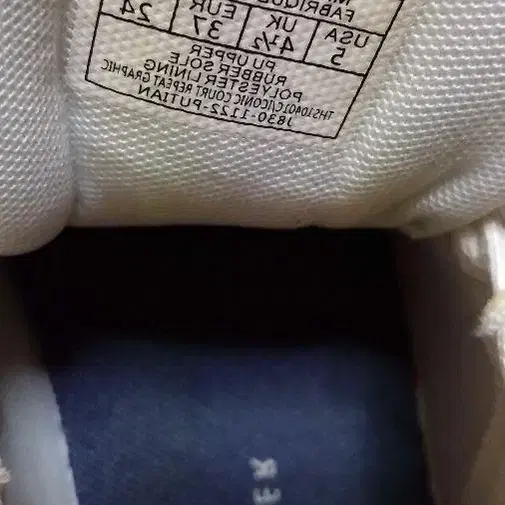 FABRIQUE
USA UK EUR
5 4½ 37 24
PU UPPER
RUBBER SOLE
POLYESTER LINING
THS10401C/ICONIC COURT REPEAT GRAPHIC
J830-1122-PUTIAN